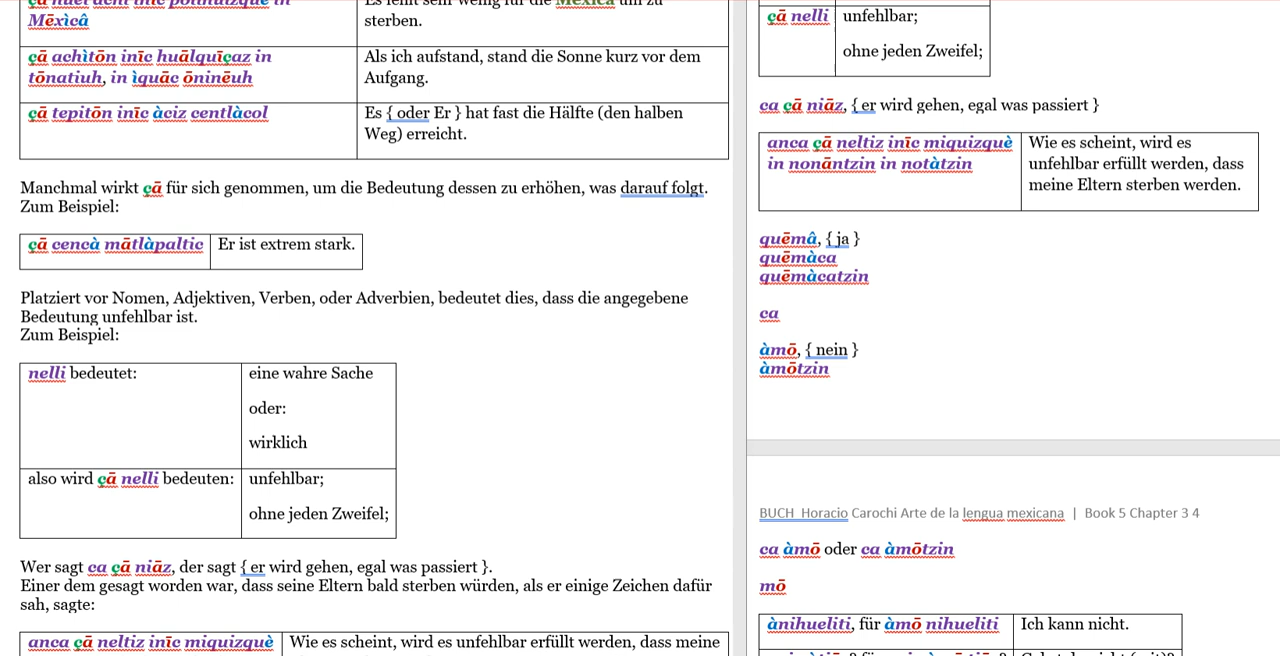 Mēxìcâ
sterben.
çā achìtōn inīc huālquīçaz in
tōnatiuh, in ìquāc ōninēuh
Als ich aufstand, stand die Sonne kurz vor dem
Aufgang.
çā tepitōn inīc àciz centlàcol
Es { oder Er } hat fast die Hälfte (den halben
Weg) erreicht.
Manchmal wirkt çā für sich genommen, um die Bedeutung dessen zu erhöhen, was darauf folgt.
Zum Beispiel:
çā cencà mātlàpaltic
Er ist extrem stark.
Platziert vor Nomen, Adjektiven, Verben, oder Adverbien, bedeutet dies, dass die angegebene
Bedeutung unfehlbar ist.
Zum Beispiel:
nelli bedeutet:
eine wahre Sache
oder:
wirklich
also wird çā nelli bedeuten:
unfehlbar;
ohne jeden Zweifel;
Wer sagt ca çā niāz, der sagt { er wird gehen, egal was passiert }.
Einer dem gesagt worden war, dass seine Eltern bald sterben würden, als er einige Zeichen dafür
sah, sagte:
anca çā neltiz inīc miquizquè
Wie es scheint, wird es unfehlbar erfüllt werden, dass meine
çā nelli
unfehlbar;
ohne jeden Zweifel;
ca çā niāz, { er wird gehen, egal was passiert }
anca çā neltiz inīc miquizquè
in nonāntzin in notàtzin
Wie es scheint, wird es
unfehlbar erfüllt werden, dass
meine Eltern sterben werden.
quēmâ, { ja }
quēmàca
quēmàcatzin
ca
àmō, { nein }
àmōtzin
BUCH Horacio Carochi Arte de la lengua mexicana | Book 5 Chapter 3 4
ca àmō oder ca àmōtzin
mō
ànihueliti, für àmō nihueliti
Ich kann nicht.